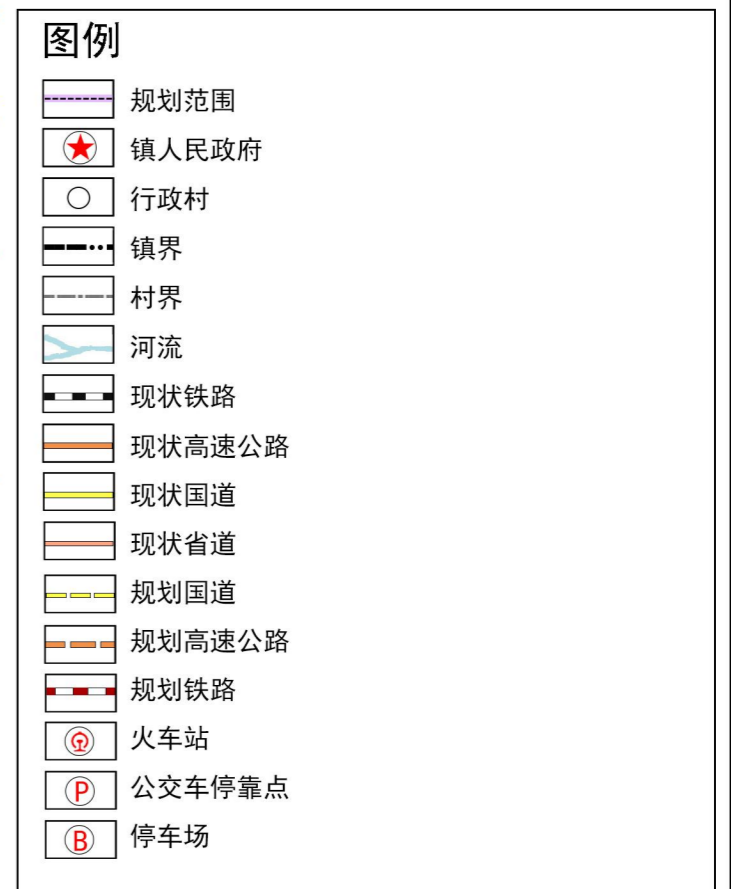 图例
规划范围
镇人民政府
行政村
镇界
村界
河流
现状铁路
现状高速公路
现状国道
现状省道
规划国道
规划高速公路
规划铁路
火车站
P 公交车停靠点
B 停车场